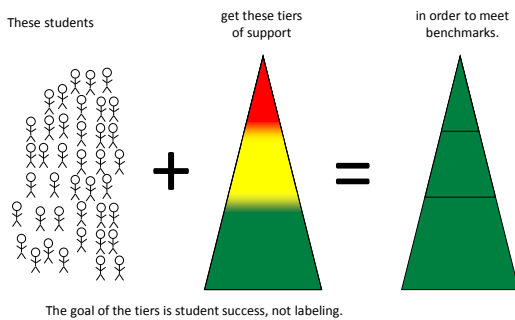 These students
get these tiers
of support
in order to meet
benchmarks.
The goal of the tiers is student success, not labeling.